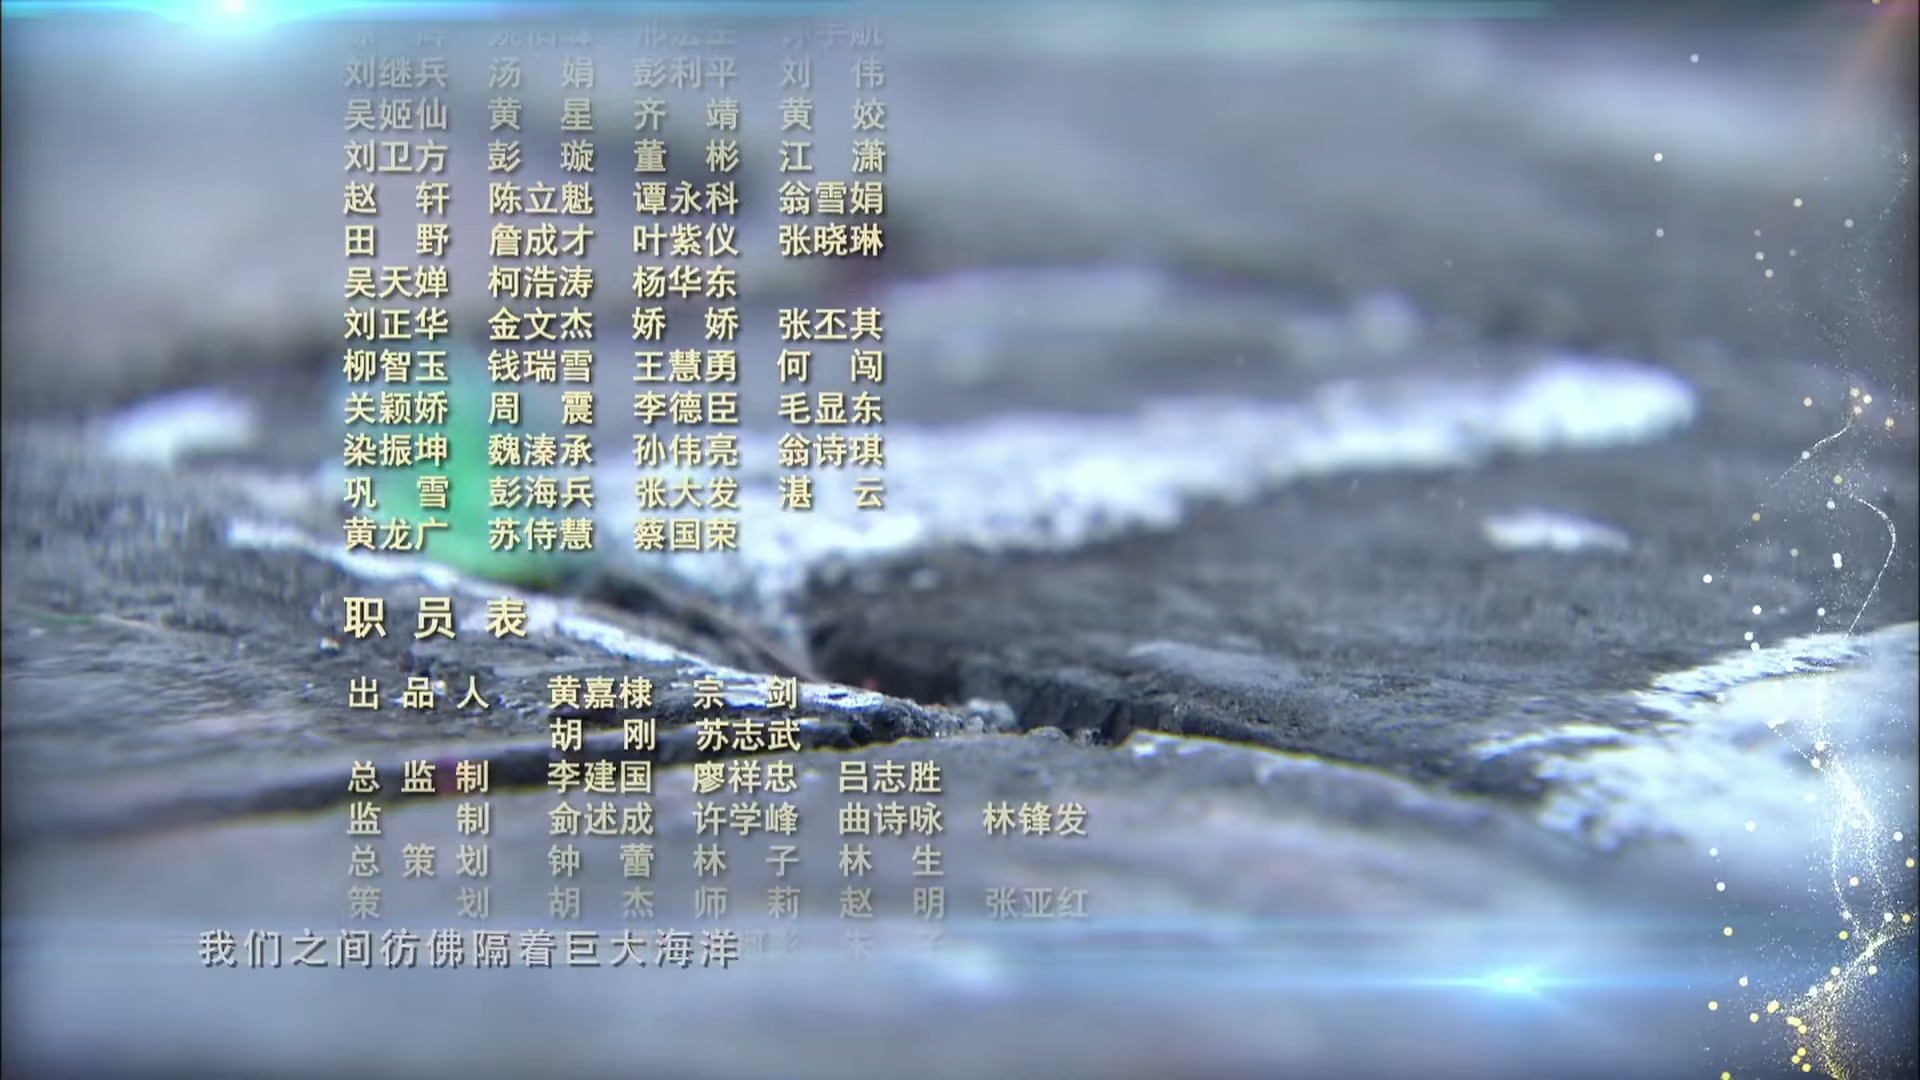 刘继兵 汤 娟 彭利平 刘 伟
吴姬仙 黄 星 齐 靖 黄 姣
刘卫方 彭 璇 董 彬 江 潇
赵 轩 陈立魁 谭永科 翁雪娟
田 野 詹成才 叶紫仪 张晓琳
吴天婵 柯浩涛 杨华东
刘正华 金文杰 娇 娇 张丕其
柳智玉 钱瑞雪 王慧勇 何 闯
关颖娇 周 震 李德臣 毛显东
染振坤 魏溱承 孙伟亮 翁诗琪
巩 雪 彭海兵 张大发 湛 云
黄龙广 苏侍慧 蔡国荣
职 员 表
出 品 人 黄嘉棣 宗 剑
胡 刚 苏志武
总 监 制 李建国 廖祥忠 吕志胜
监 制 俞述成 许学峰 曲诗咏 林锋发
总 策 划 钟 蕾 林 子 林 生
策 划 胡 杰 师 莉 赵 明 张亚红
我们之间彷佛隔着巨大海洋